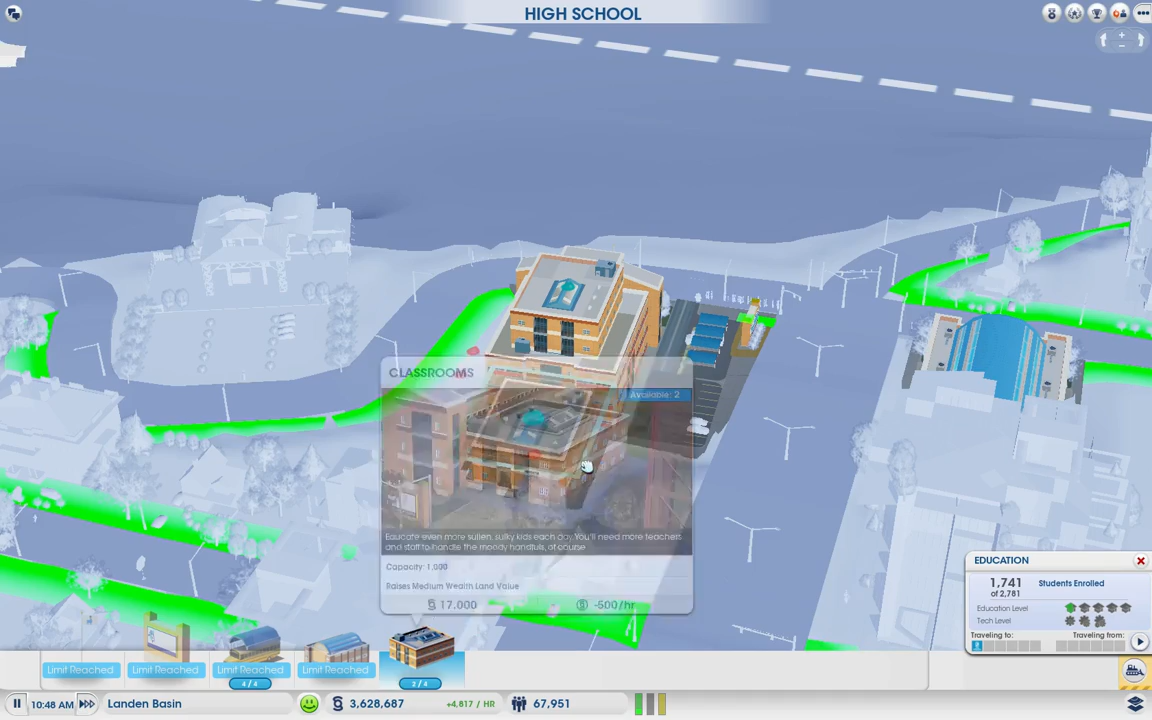 HIGH SCHOOL
CLASSROOMS
Available: 2
Educate even more sullen, sulky kids each day. You'll need more teachers
and staff to handle the moody handfuls, of course
Capacity: 1,000
Raises Medium Wealth Land Value
17,000
-500/hr
EDUCATION
1,741
of 2,781
Students Enrolled
Education Level
Tech Level
Traveling to:
Traveling from:
Limit Reached
Limit Reached
Limit Reached
Limit Reached
4 / 4
2 / 4
10:48 AM
Landen Basin
3,628,687
+4,817 / HR
67,951